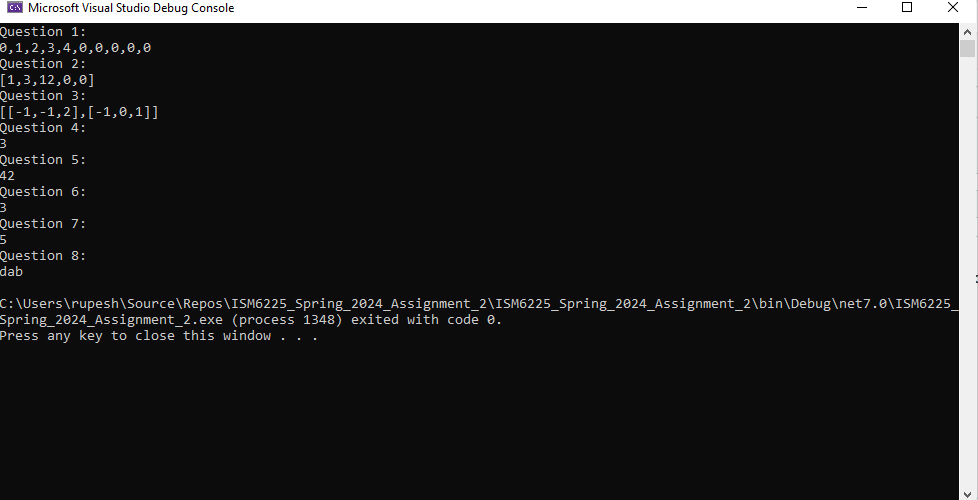 Microsoft Visual Studio Debug Console
Question 1:
0,1,2,3,4,0,0,0,0,0
Question 2:
[1,3,12,0,0]
Question 3:
[[-1,-1,2],[-1,0,1]]
Question 4:
3
Question 5:
42
Question 6:
3
Question 7:
5
Question 8:
dab
C:\Users\rupesh\Source\Repos\ISM6225_Spring_2024_Assignment_2\ISM6225_Spring_2024_Assignment_2\bin\Debug\net7.0\ISM6225_
Spring_2024_Assignment_2.exe (process 1348) exited with code 0.
Press any key to close this window . . .